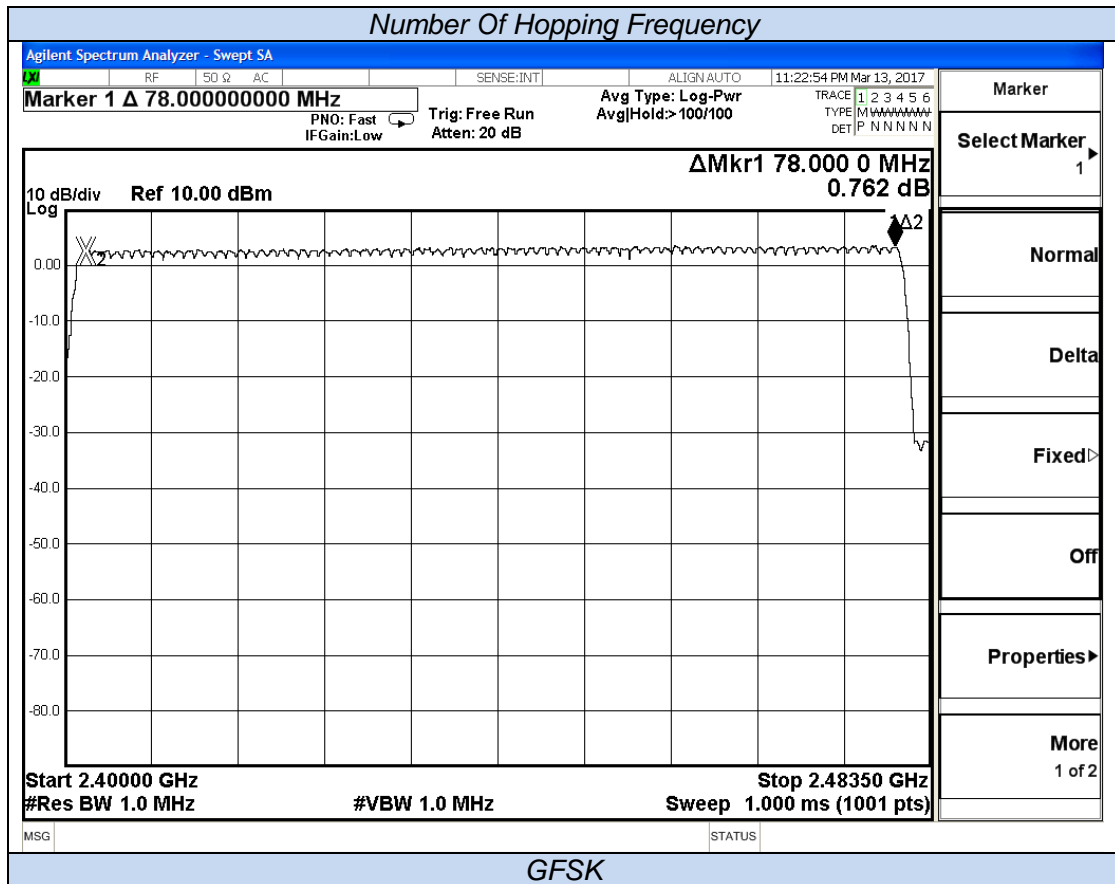 Number Of Hopping Frequency
Agilent Spectrum Analyzer - Swept SA
LXI RF 50 Ω AC SENSE:INT ALIGN AUTO 11:22:54 PM Mar 13, 2017
Marker 1 Δ 78.000000000 MHz
PNO: Fast
IFGain:Low
Trig: Free Run
Atten: 20 dB
Avg Type: Log-Pwr
Avg|Hold:> 100/100
TRACE 1 2 3 4 5 6
TYPE M WWWWW
DET P N N N N N
ΔMkr1 78.000 0 MHz
0.762 dB
10 dB/div Ref 10.00 dBm
Log
1Δ2
2
0.00
-10.0
-20.0
-30.0
-40.0
-50.0
-60.0
-70.0
-80.0
Start 2.40000 GHz
Stop 2.48350 GHz
#Res BW 1.0 MHz
#VBW 1.0 MHz
Sweep 1.000 ms (1001 pts)
MSG
STATUS
Marker
Select Marker
1
Normal
Delta
Fixed
Off
Properties
More
1 of 2
GFSK